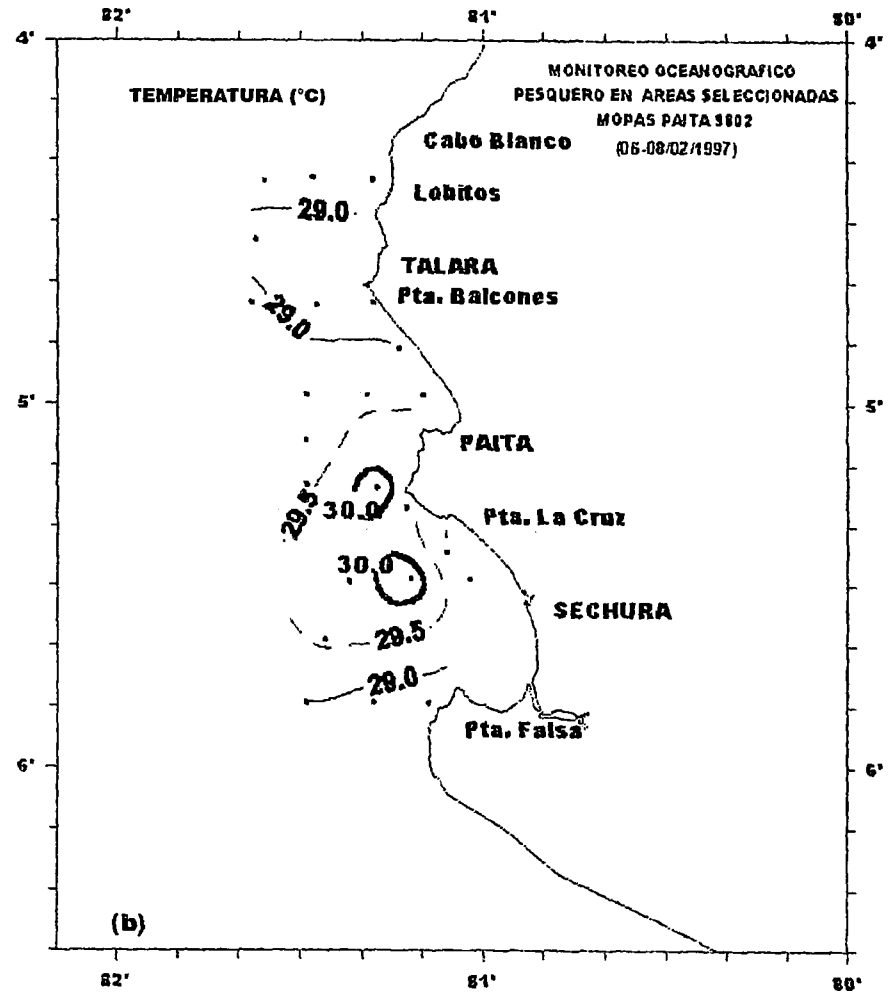 82° 81° 80°
4° 4°
TEMPERATURA (°C)
MONITOREO OCEANOGRAFICO
PESQUERO EN AREAS SELECCIONADAS
MOPAS PAITA 9802
(06-08/02/1997)
Cabo Blanco
Lobitos
29.0
TALARA
Pta. Balcones
29.0
5° 5°
PAITA
29.5
30.0
Pta. La Cruz
30.0
SECHURA
29.5
29.0
Pta. Falsa
6° 6°
(b)
82° 81° 80°